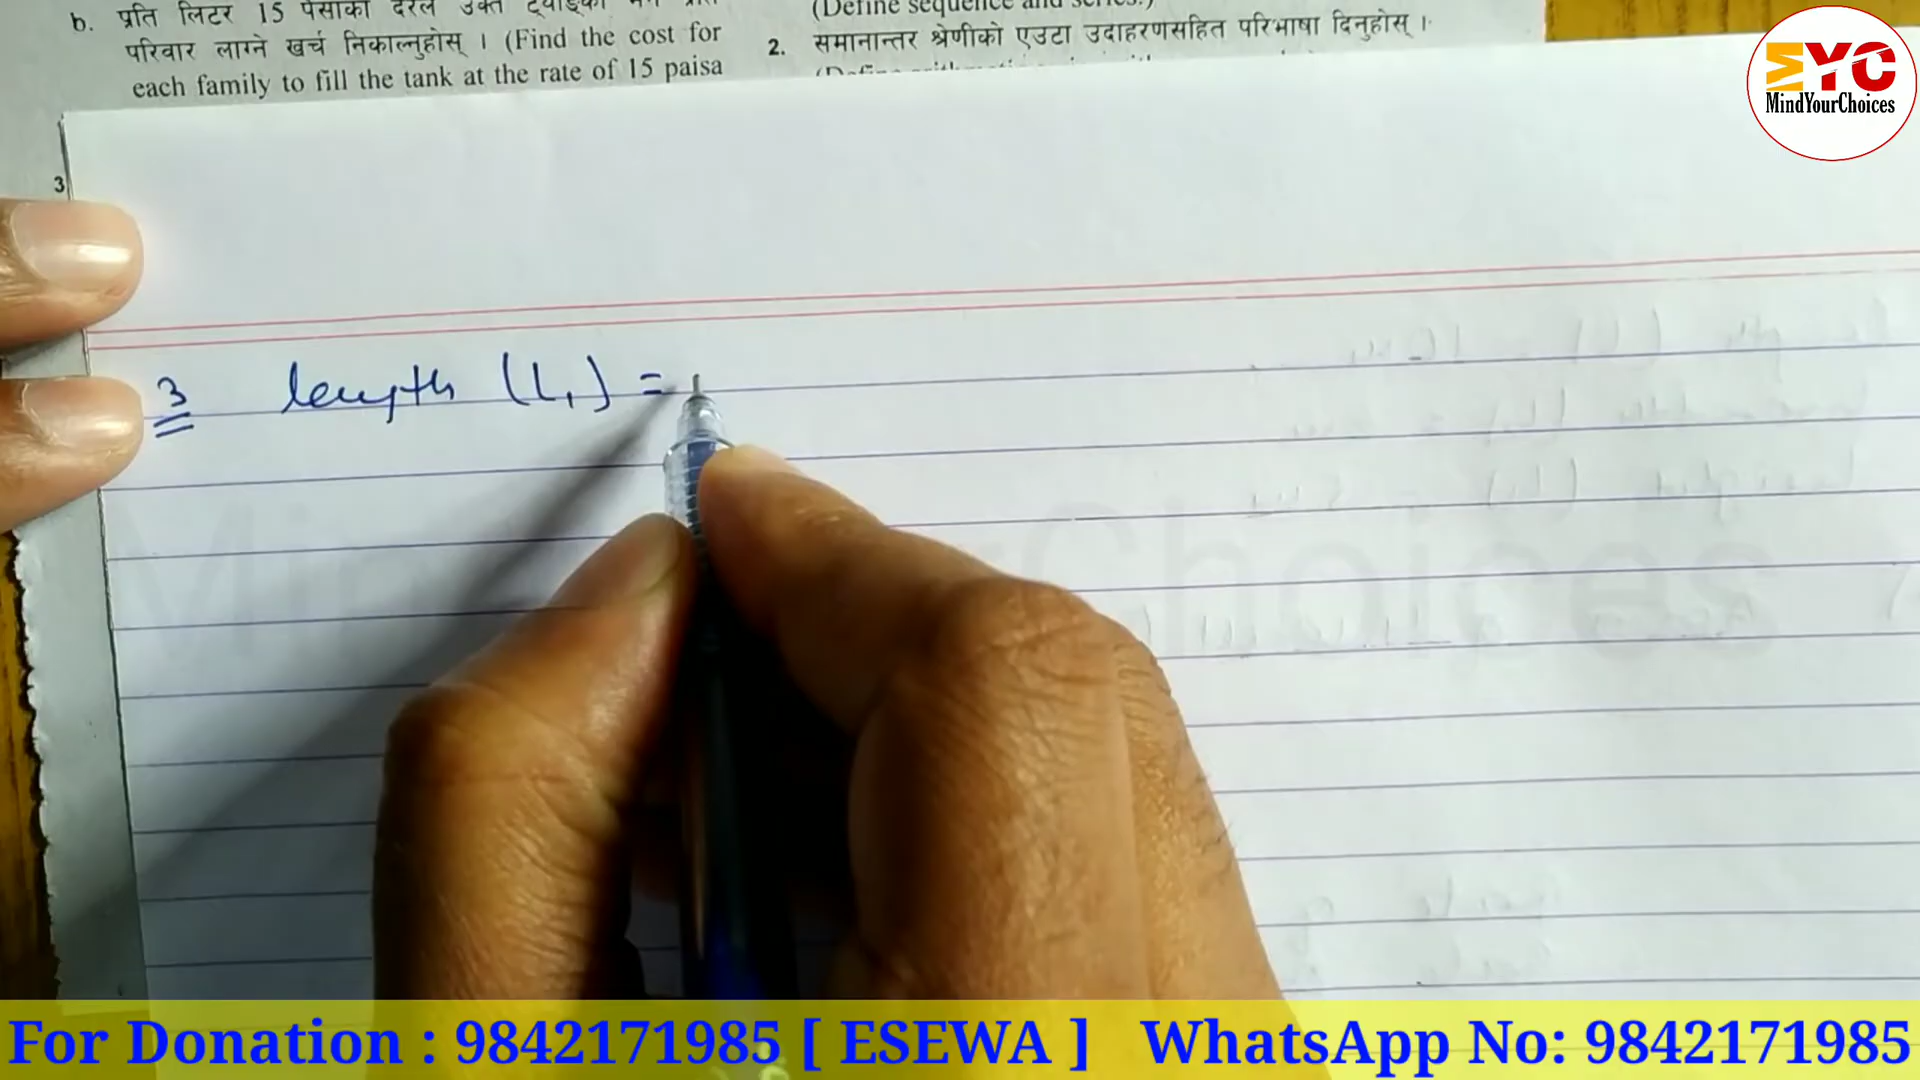 b. प्रति लिटर 15 पैसाका दरले उक्त
परिवार लाग्ने खर्च निकाल्नुहोस् । (Find the cost for
each family to fill the tank at the rate of 15 paisa
(Define sequence and series.)
2. समानान्तर श्रेणीको एउटा उदाहरणसहित परिभाषा दिनुहोस् ।
MYC
MindYourChoices
3
3 length (l₁) =
MindYourChoices
For Donation : 9842171985 [ ESEWA ] WhatsApp No: 9842171985